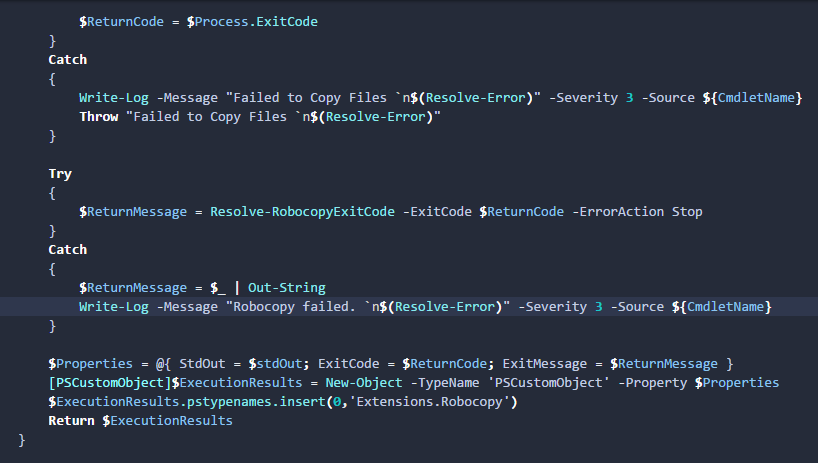 $ReturnCode = $Process.ExitCode
}
Catch
{
Write-Log -Message "Failed to Copy Files `n$(Resolve-Error)" -Severity 3 -Source ${CmdletName}
Throw "Failed to Copy Files `n$(Resolve-Error)"
}
Try
{
$ReturnMessage = Resolve-RobocopyExitCode -ExitCode $ReturnCode -ErrorAction Stop
}
Catch
{
$ReturnMessage = $_ | Out-String
Write-Log -Message "Robocopy failed. `n$(Resolve-Error)" -Severity 3 -Source ${CmdletName}
}
$Properties = @{ StdOut = $stdOut; ExitCode = $ReturnCode; ExitMessage = $ReturnMessage }
[PSCustomObject]$ExecutionResults = New-Object -TypeName 'PSCustomObject' -Property $Properties
$ExecutionResults.pstypenames.insert(0,'Extensions.Robocopy')
Return $ExecutionResults
}